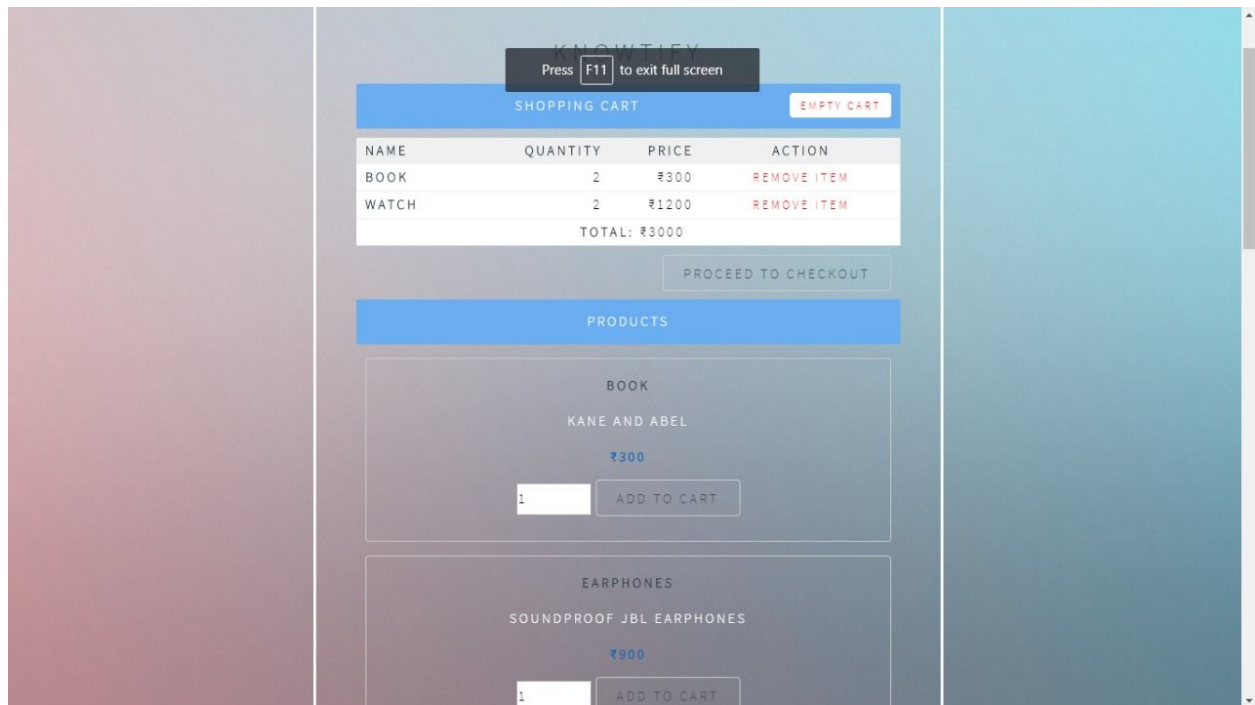 KNOWTIFY
Press F11 to exit full screen
SHOPPING CART EMPTY CART
NAME QUANTITY PRICE ACTION
BOOK 2 ₹300 REMOVE ITEM
WATCH 2 ₹1200 REMOVE ITEM
TOTAL: ₹3000
PROCEED TO CHECKOUT
PRODUCTS
BOOK
KANE AND ABEL
₹300
1 ADD TO CART
EARPHONES
SOUNDPROOF JBL EARPHONES
₹900
1 ADD TO CART